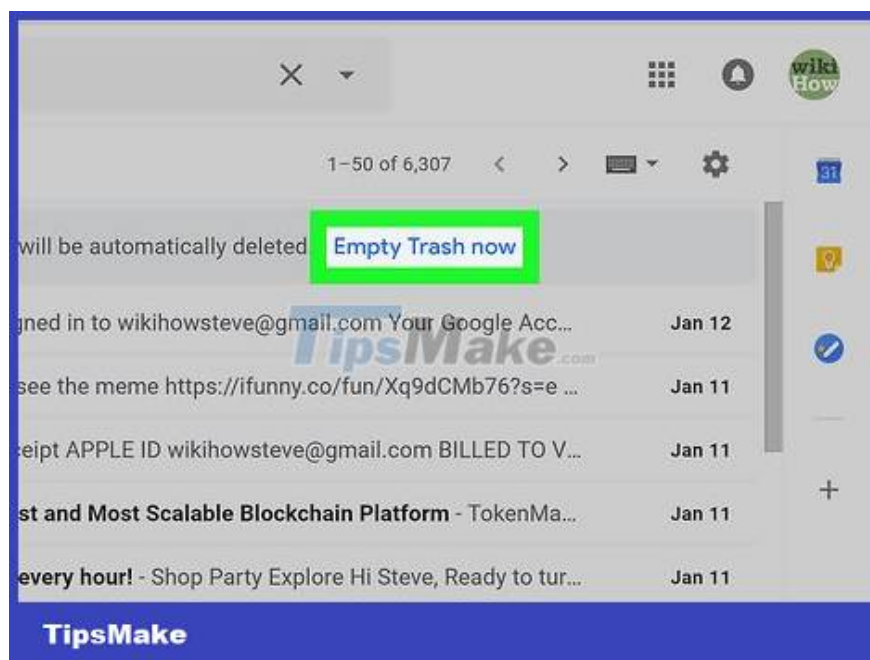 wiki
How
1–50 of 6,307
31
will be automatically deleted. Empty Trash now
gned in to wikihowsteve@gmail.com Your Google Acc... Jan 12
TipsMake.com
see the meme https://ifunny.co/fun/Xq9dCMb76?s=e ... Jan 11
eipt APPLE ID wikihowsteve@gmail.com BILLED TO V... Jan 11
st and Most Scalable Blockchain Platform - TokenMa... Jan 11
every hour! - Shop Party Explore Hi Steve, Ready to tur... Jan 11
TipsMake